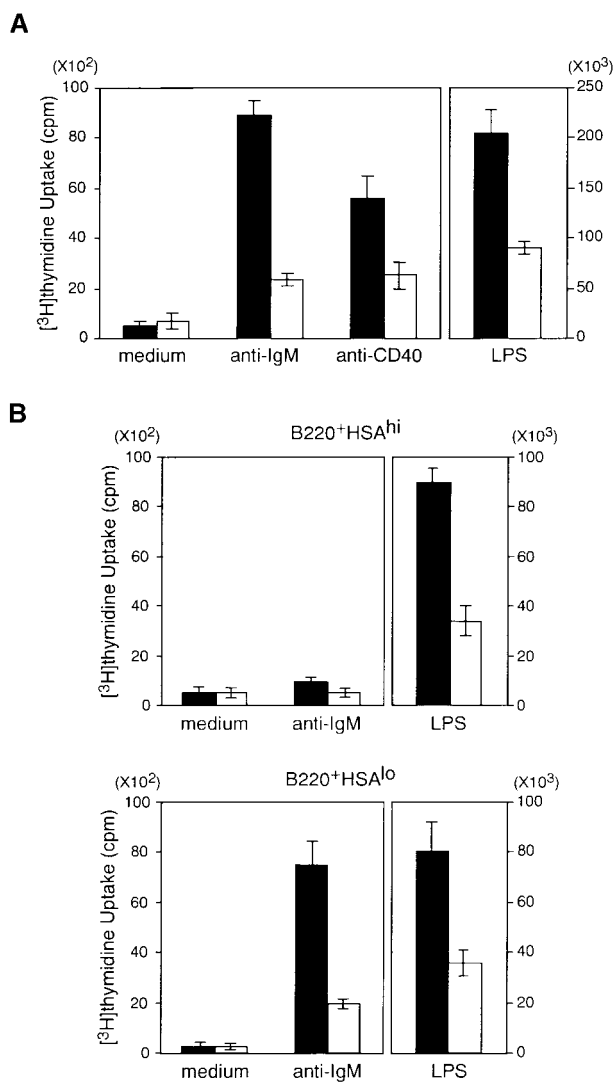 A
(X10²) (X10³)
[³H]thymidine Uptake (cpm)
100 250
80 200
60 150
40 100
20 50
0 0
medium anti-IgM anti-CD40 LPS
B
B220⁺HSAʰⁱ
(X10²) (X10³)
[³H]thymidine Uptake (cpm)
100 100
80 80
60 60
40 40
20 20
0 0
medium anti-IgM LPS
B220⁺HSAˡᵒ
(X10²) (X10³)
[³H]thymidine Uptake (cpm)
100 100
80 80
60 60
40 40
20 20
0 0
medium anti-IgM LPS